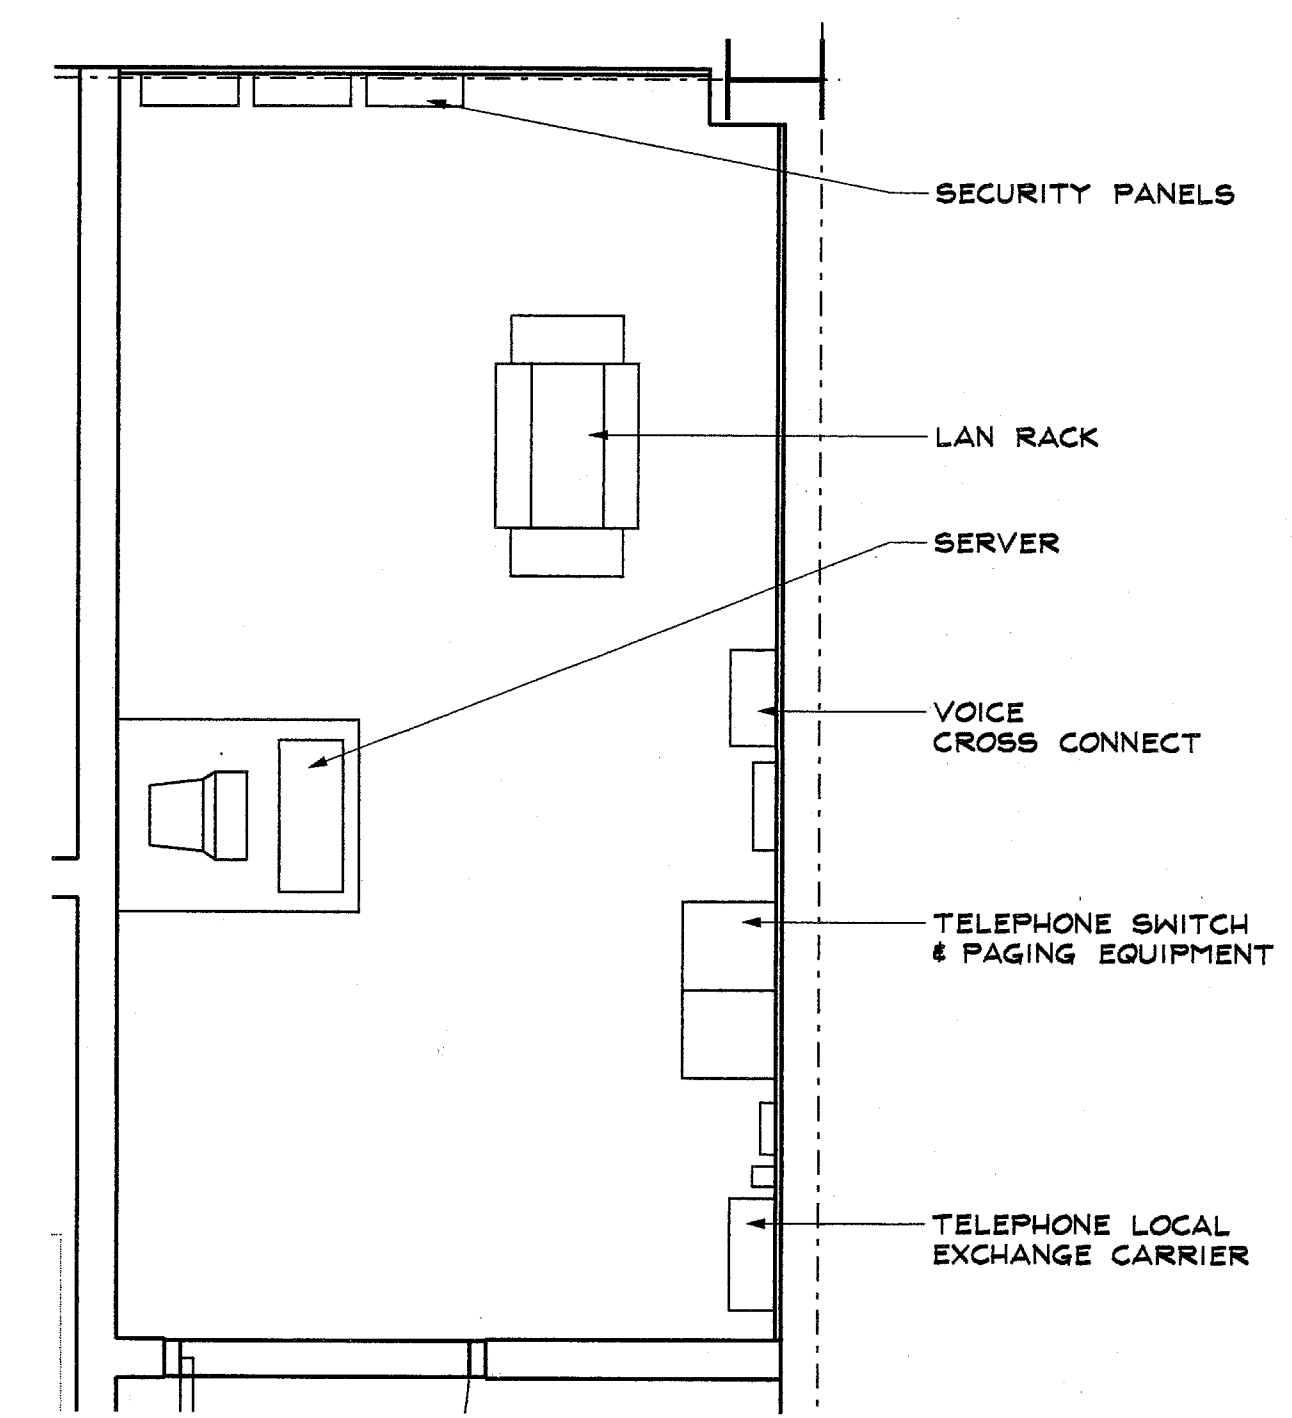 SECURITY PANELS
LAN RACK
SERVER
VOICE
CROSS CONNECT
TELEPHONE SWITCH
& PAGING EQUIPMENT
TELEPHONE LOCAL
EXCHANGE CARRIER